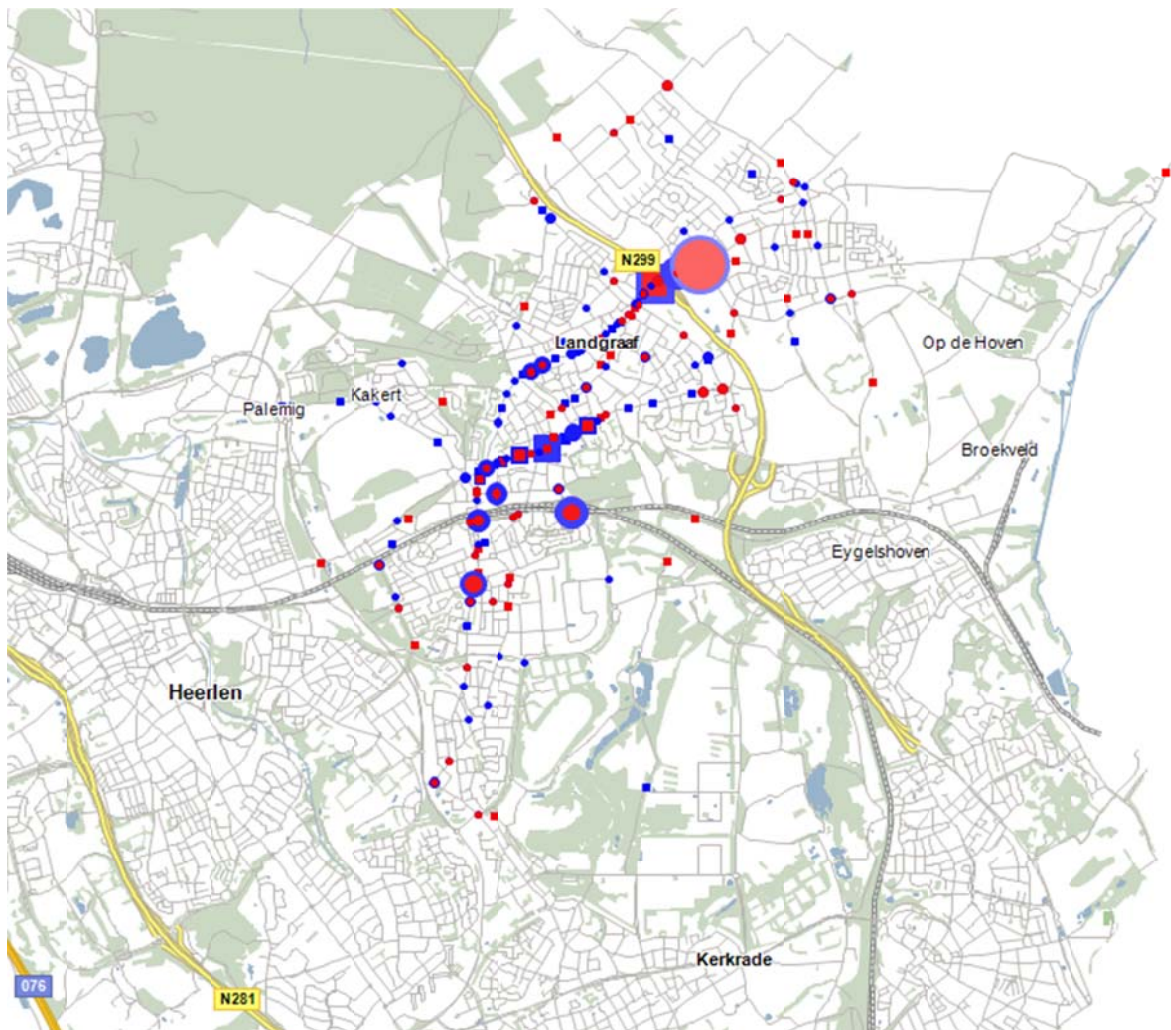 N299
Landgraaf
Op de Hoven
Kakert
Palemig
Broekveld
Eygelshoven
Heerlen
Kerkrade
076
N281